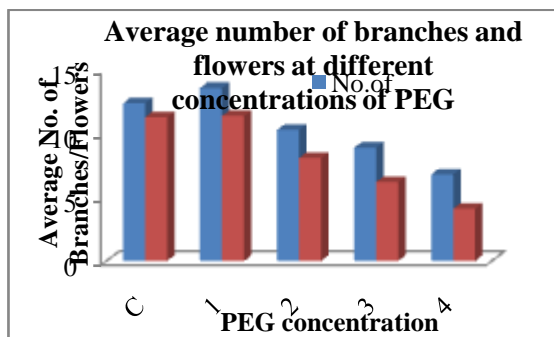 Average number of branches and
flowers at different
concentrations of PEG
No.of
Average No. of
Branches/Flowers
15
10
5
0
C
1
2
3
4
PEG concentration